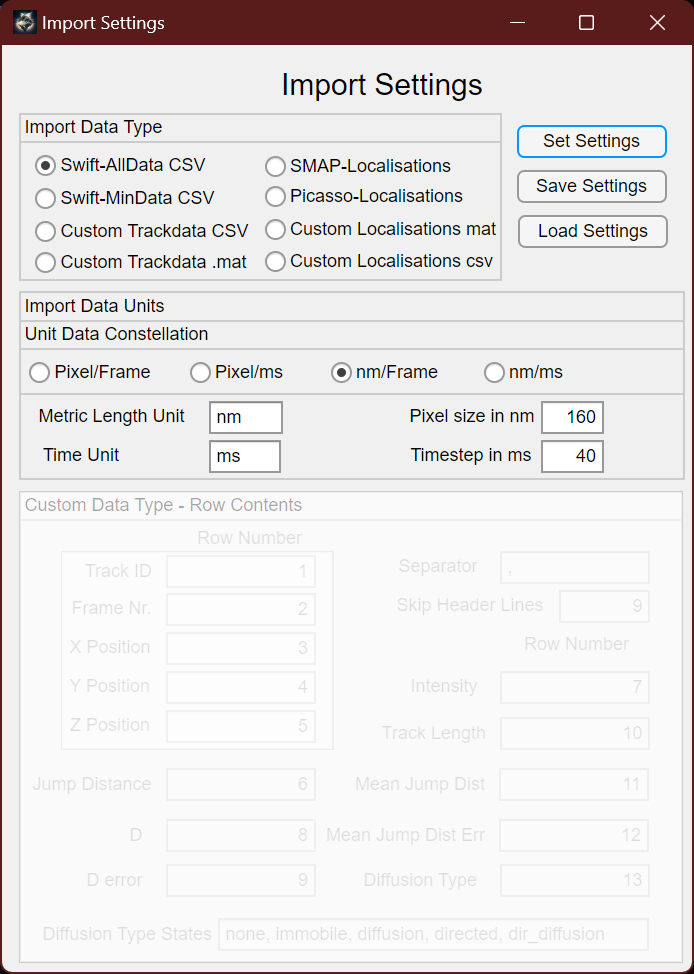 Import Settings
Import Settings
Import Data Type
Swift-AllData CSV
SMAP-Localisations
Swift-MinData CSV
Picasso-Localisations
Custom Trackdata CSV
Custom Localisations mat
Custom Trackdata .mat
Custom Localisations csv
Set Settings
Save Settings
Load Settings
Import Data Units
Unit Data Constellation
Pixel/Frame Pixel/ms nm/Frame nm/ms
Metric Length Unit nm Pixel size in nm 160
Time Unit ms Timestep in ms 40
Custom Data Type - Row Contents
Row Number
Track ID 1
Frame Nr. 2
X Position 3
Y Position 4
Z Position 5
Separator ,
Skip Header Lines 9
Row Number
Intensity 7
Track Length 10
Jump Distance 6 Mean Jump Dist 11
D 8 Mean Jump Dist Err 12
D error 9 Diffusion Type 13
Diffusion Type States none, immobile, diffusion, directed, dir_diffusion